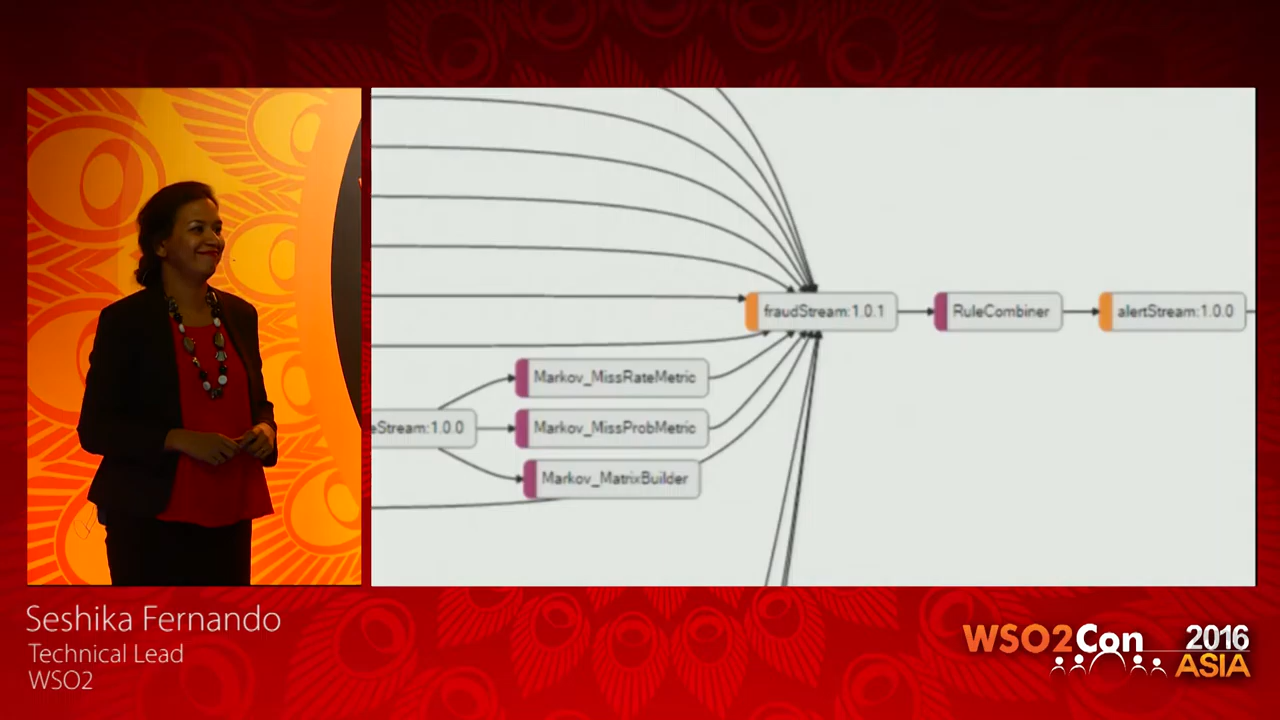 fraudStream:1.0.1
RuleCombiner
alertStream:1.0.0
Markov_MissRateMetric
eStream:1.0.0
Markov_MissProbMetric
Markov_MatrixBuilder
Seshika Fernando
Technical Lead
WSO2
WSO2Con 2016
ASIA